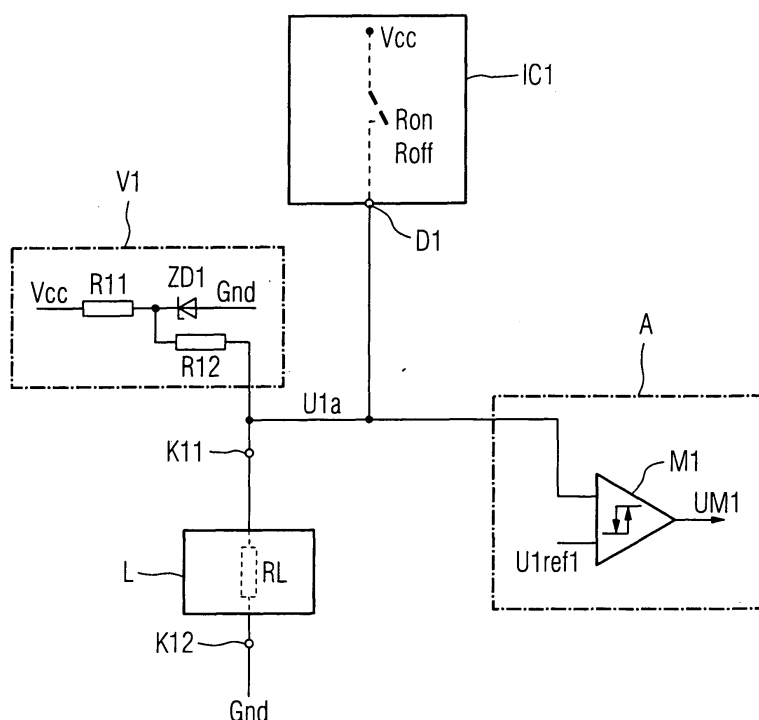 Vcc
IC1
Ron
Roff
V1
D1
R11
ZD1
Gnd
Vcc
R12
A
U1a
K11
M1
UM1
U1ref1
L
RL
K12
Gnd